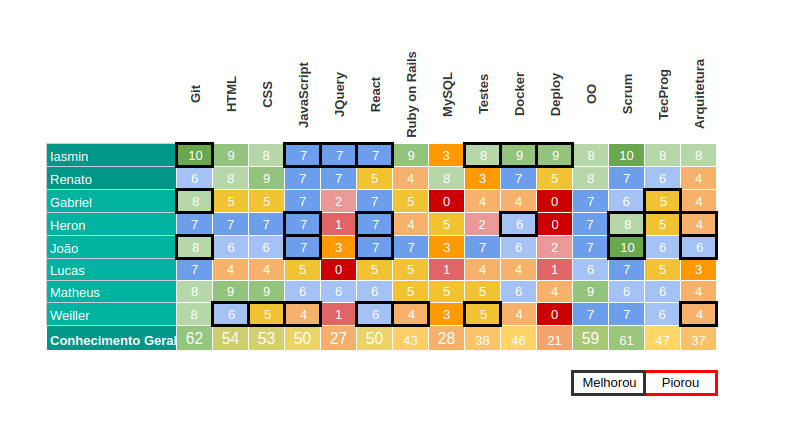 Git HTML CSS JavaScript JQuery React Ruby on Rails MySQL Testes Docker Deploy OO Scrum TecProg Arquitetura
Iasmin 10 9 8 7 7 7 9 3 8 9 9 8 10 8 8
Renato 6 8 9 7 7 5 4 8 3 7 5 8 7 6 4
Gabriel 8 5 5 7 2 7 5 0 4 4 0 7 6 5 4
Heron 7 7 7 7 1 7 4 5 2 6 0 7 8 5 4
João 8 6 6 7 3 7 7 3 7 6 2 7 10 6 6
Lucas 7 4 4 5 0 5 5 1 4 4 1 6 7 5 3
Matheus 8 9 9 6 6 6 5 5 5 6 4 9 6 6 4
Weiller 8 6 5 4 1 6 4 3 5 4 0 7 7 6 4
Conhecimento Geral 62 54 53 50 27 50 43 28 38 46 21 59 61 47 37
Melhorou Piorou